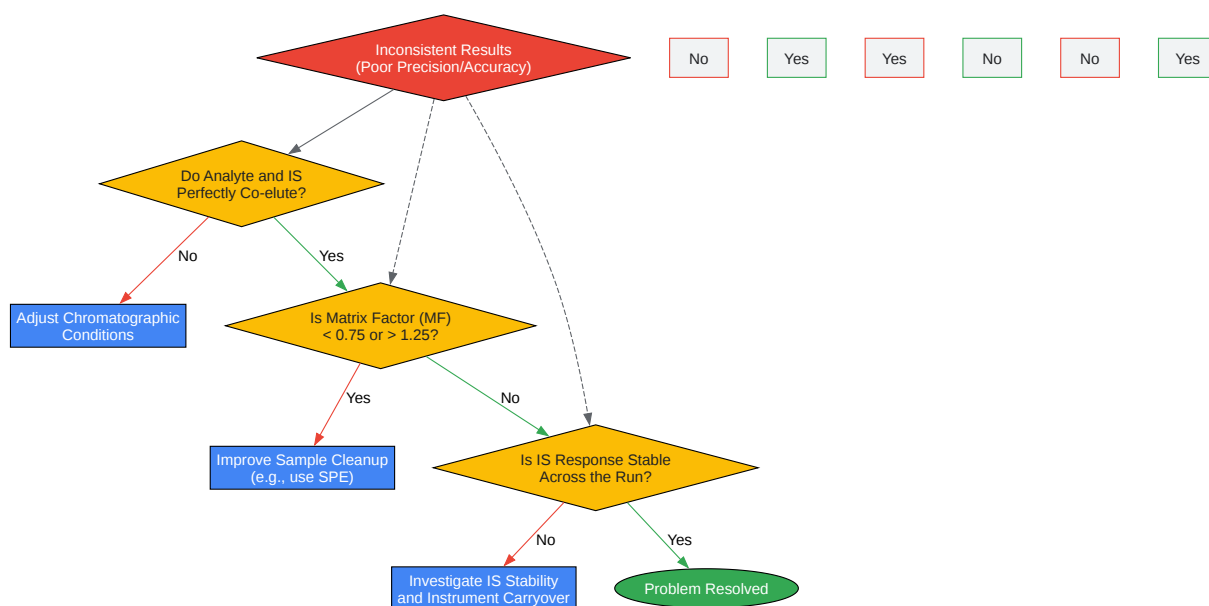 Inconsistent Results
(Poor Precision/Accuracy)
No
Yes
Yes
No
No
Yes
Do Analyte and IS
Perfectly Co-elute?
No
Yes
Adjust Chromatographic
Conditions
Is Matrix Factor (MF)
< 0.75 or > 1.25?
Yes
No
Improve Sample Cleanup
(e.g., use SPE)
Is IS Response Stable
Across the Run?
No
Yes
Investigate IS Stability
and Instrument Carryover
Problem Resolved